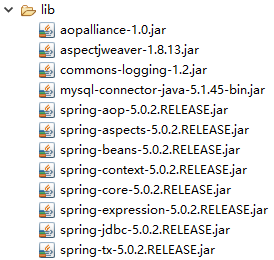 lib
aopalliance-1.0.jar
aspectjweaver-1.8.13.jar
commons-logging-1.2.jar
mysql-connector-java-5.1.45-bin.jar
spring-aop-5.0.2.RELEASE.jar
spring-aspects-5.0.2.RELEASE.jar
spring-beans-5.0.2.RELEASE.jar
spring-context-5.0.2.RELEASE.jar
spring-core-5.0.2.RELEASE.jar
spring-expression-5.0.2.RELEASE.jar
spring-jdbc-5.0.2.RELEASE.jar
spring-tx-5.0.2.RELEASE.jar